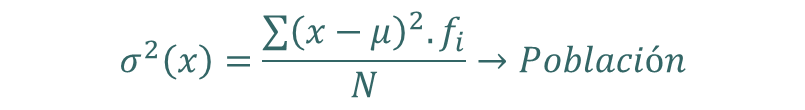 σ²(x) = ∑(x − μ)².fᵢ / N → Población